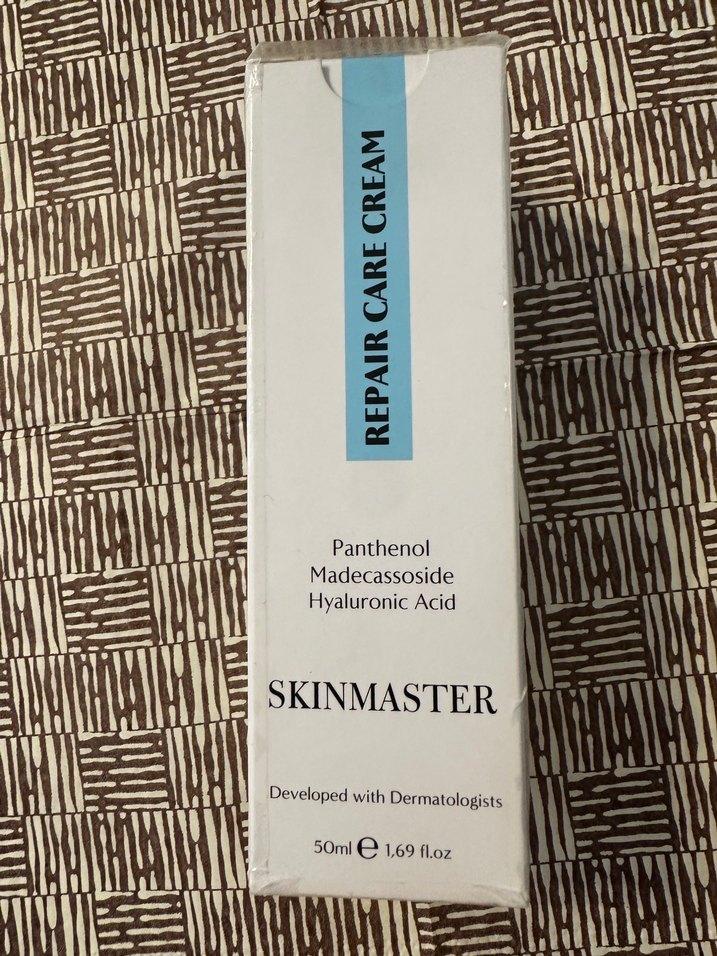 REPAIR CARE CREAM
Panthenol
Madecassoside
Hyaluronic Acid
SKINMASTER
Developed with Dermatologists
50ml ℮ 1,69 fl.oz